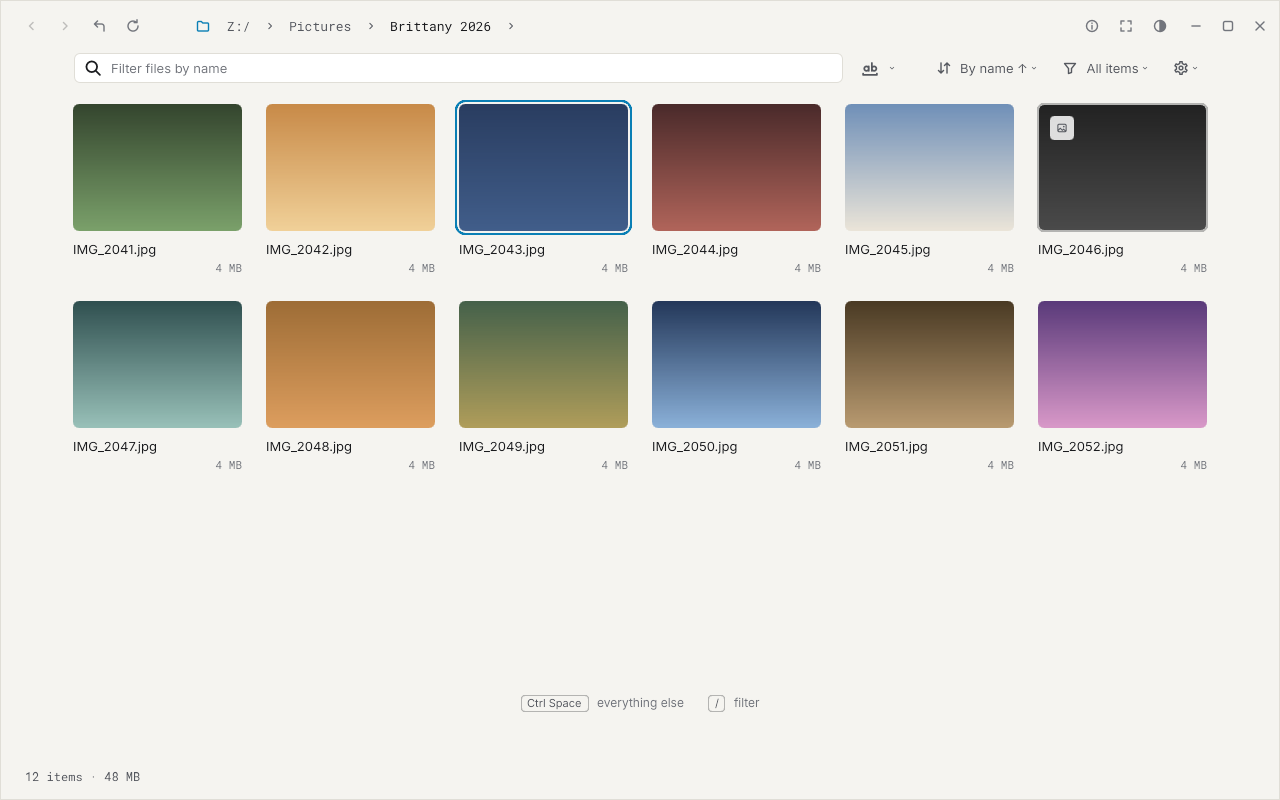 Z:/ Pictures Brittany 2026
Filter files by name ab By name ↑ All items
IMG_2041.jpg IMG_2042.jpg IMG_2043.jpg IMG_2044.jpg IMG_2045.jpg IMG_2046.jpg
4 MB 4 MB 4 MB 4 MB 4 MB 4 MB
IMG_2047.jpg IMG_2048.jpg IMG_2049.jpg IMG_2050.jpg IMG_2051.jpg IMG_2052.jpg
4 MB 4 MB 4 MB 4 MB 4 MB 4 MB
Ctrl Space everything else / filter
12 items · 48 MB